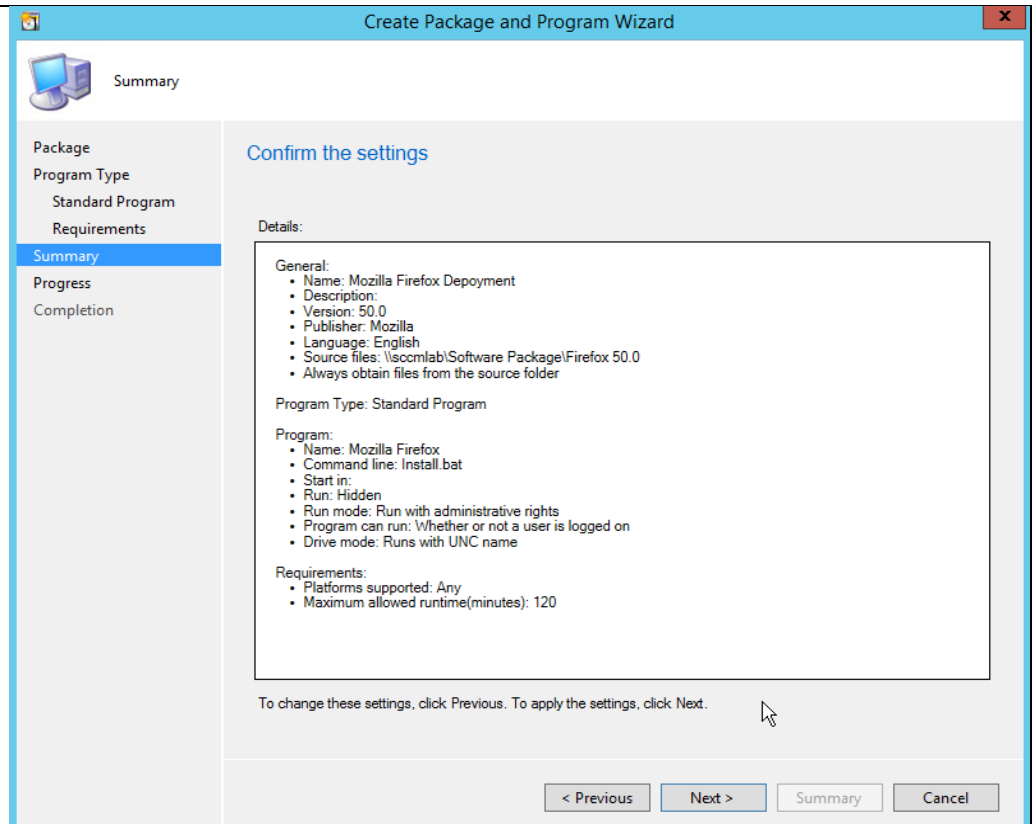 Create Package and Program Wizard
x
Summary
Package
Program Type
Standard Program
Requirements
Summary
Progress
Completion
Confirm the settings
Details:
General:
• Name: Mozilla Firefox Depoyment
• Description:
• Version: 50.0
• Publisher: Mozilla
• Language: English
• Source files: \\sccmlab\Software Package\Firefox 50.0
• Always obtain files from the source folder
Program Type: Standard Program
Program:
• Name: Mozilla Firefox
• Command line: Install.bat
• Start in:
• Run: Hidden
• Run mode: Run with administrative rights
• Program can run: Whether or not a user is logged on
• Drive mode: Runs with UNC name
Requirements:
• Platforms supported: Any
• Maximum allowed runtime(minutes): 120
To change these settings, click Previous. To apply the settings, click Next.
< Previous
Next >
Summary
Cancel